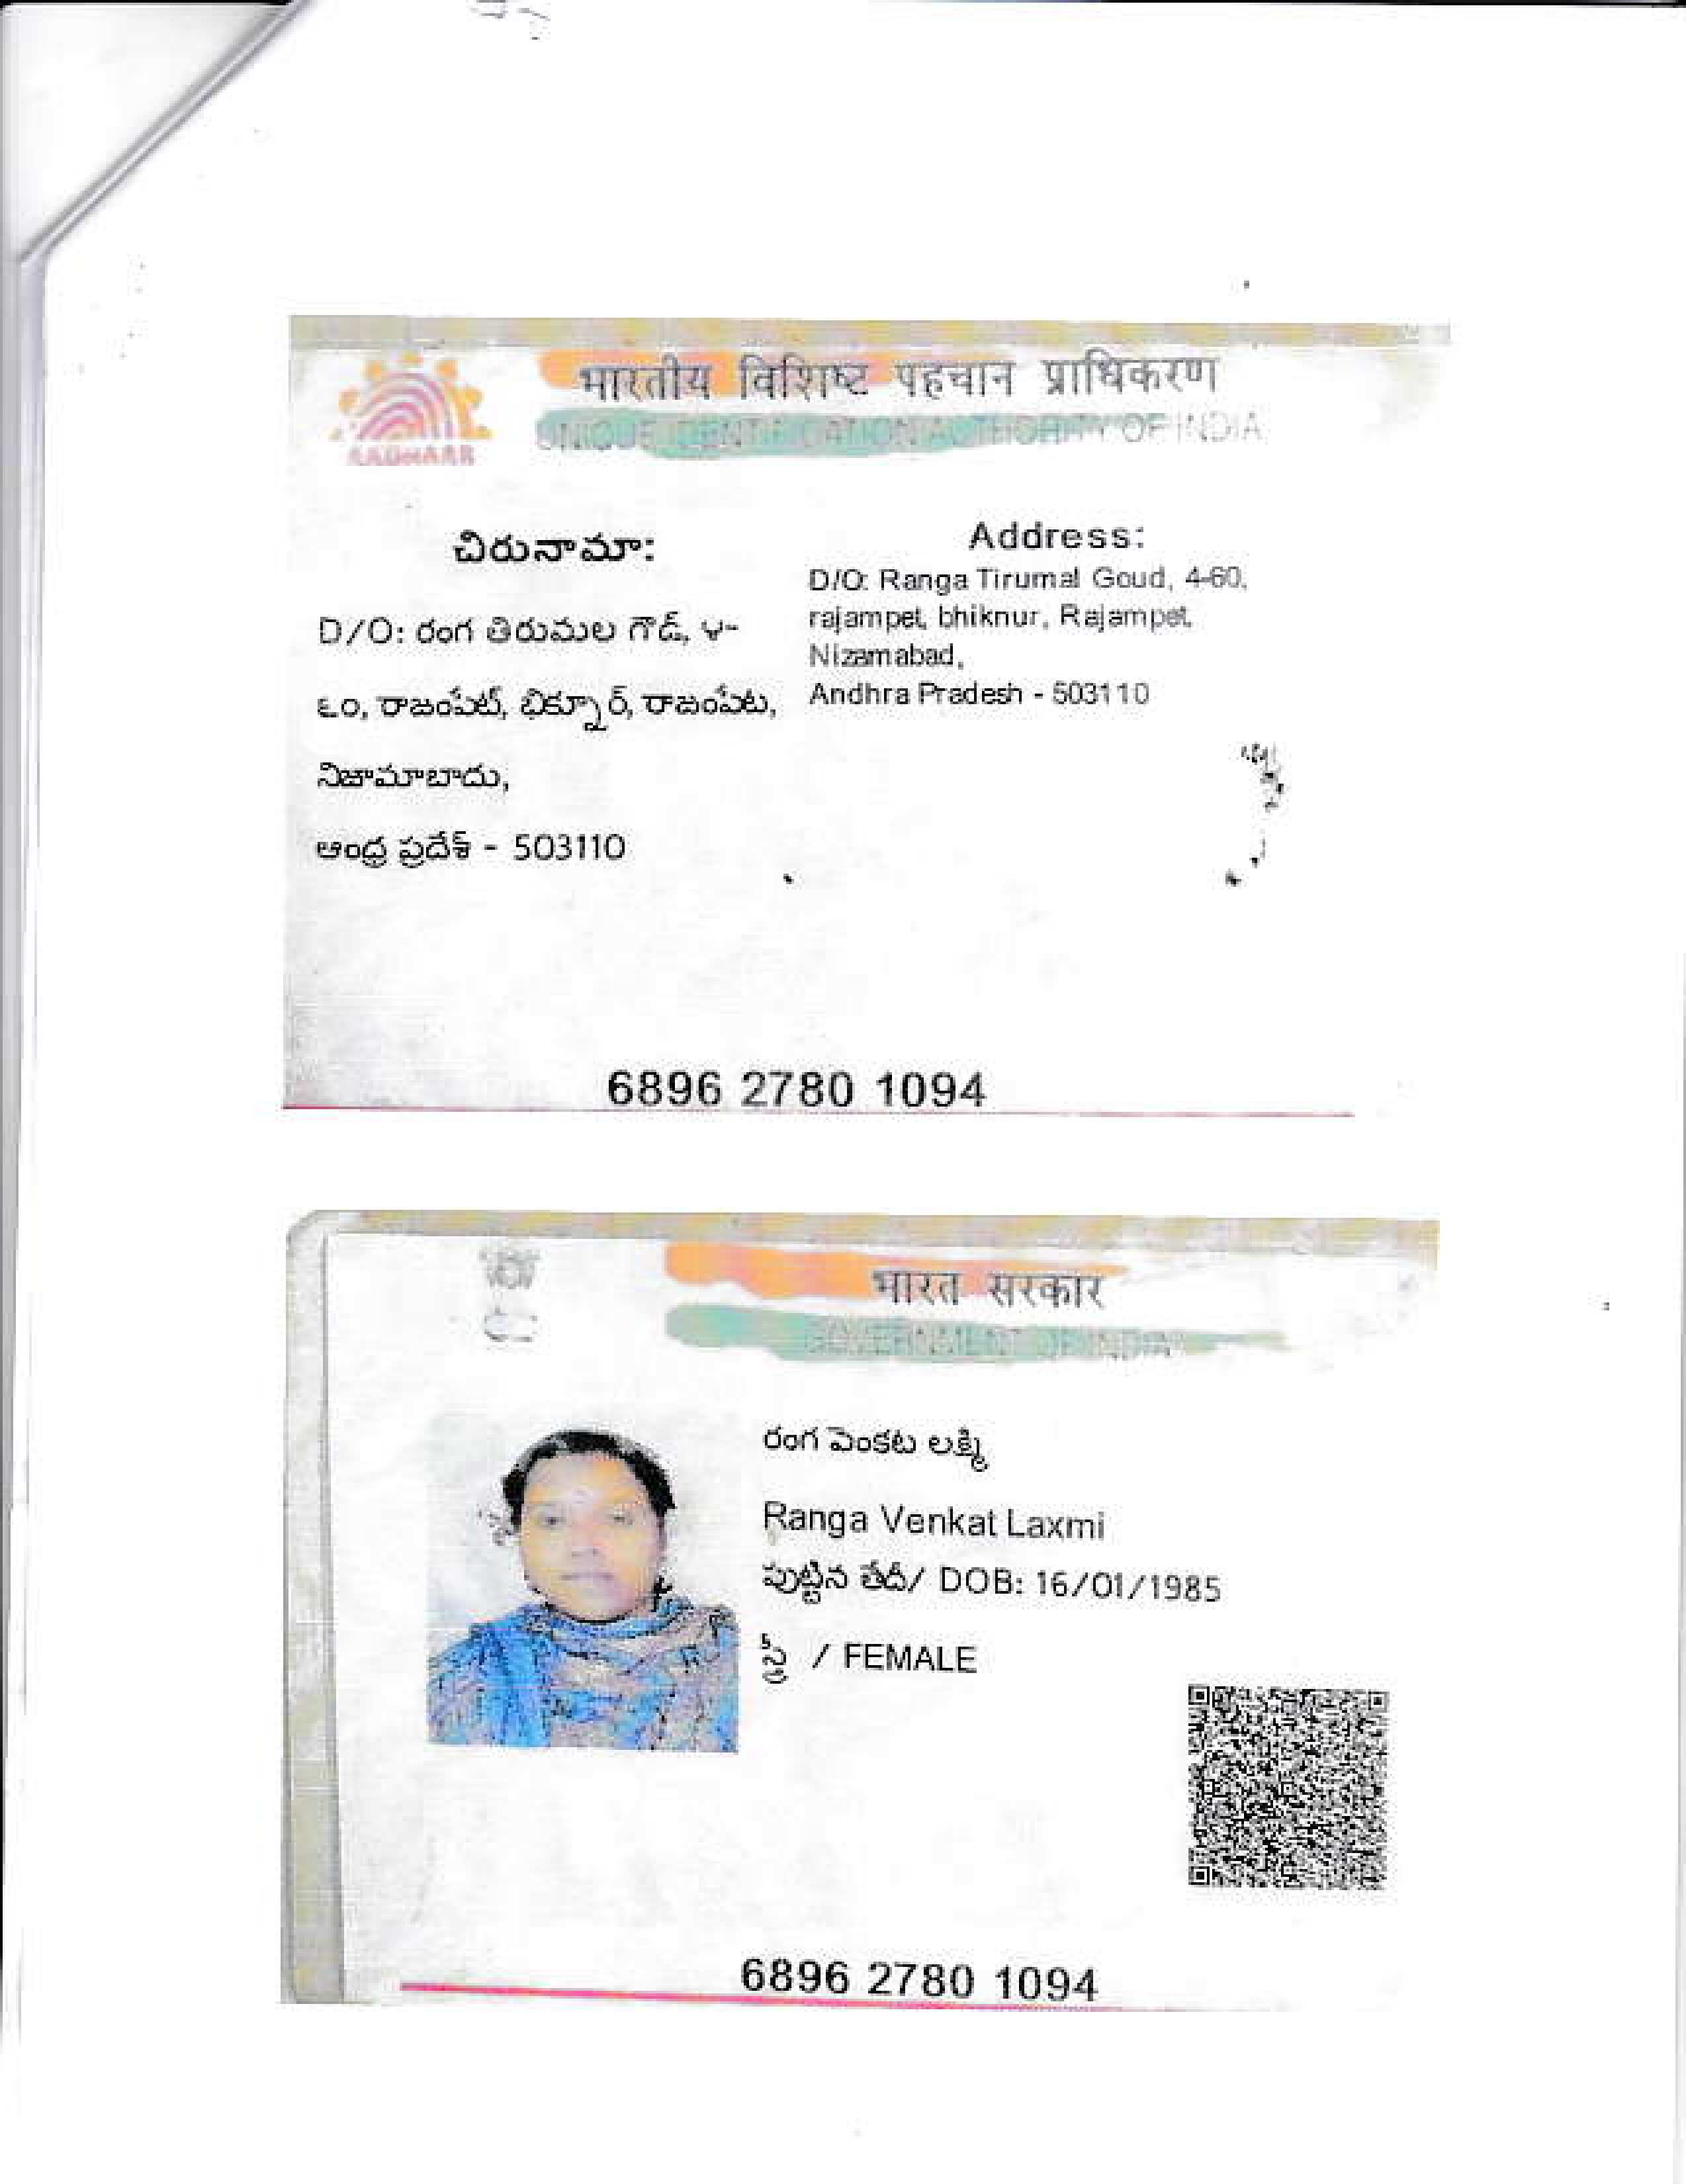 भारतीय विशिष्ट पहचान प्राधिकरण
UNIQUE IDENTIFICATION AUTHORITY OF INDIA
AADHAAR
చిరునామా:
D/O: రంగ తిరుమల గౌడ్, ౪-
౬౦, రాజంపేట్, భిక్నూర్, రాజంపేట,
నిజామాబాదు,
ఆంధ్ర ప్రదేశ్ - 503110
Address:
D/O: Ranga Tirumal Goud, 4-60,
rajampet, bhiknur, Rajampet,
Nizamabad,
Andhra Pradesh - 503110
6896 2780 1094
भारत सरकार
GOVERNMENT OF INDIA
రంగ వెంకట లక్ష్మి
Ranga Venkat Laxmi
పుట్టిన తేదీ/ DOB: 16/01/1985
స్త్రీ / FEMALE
6896 2780 1094